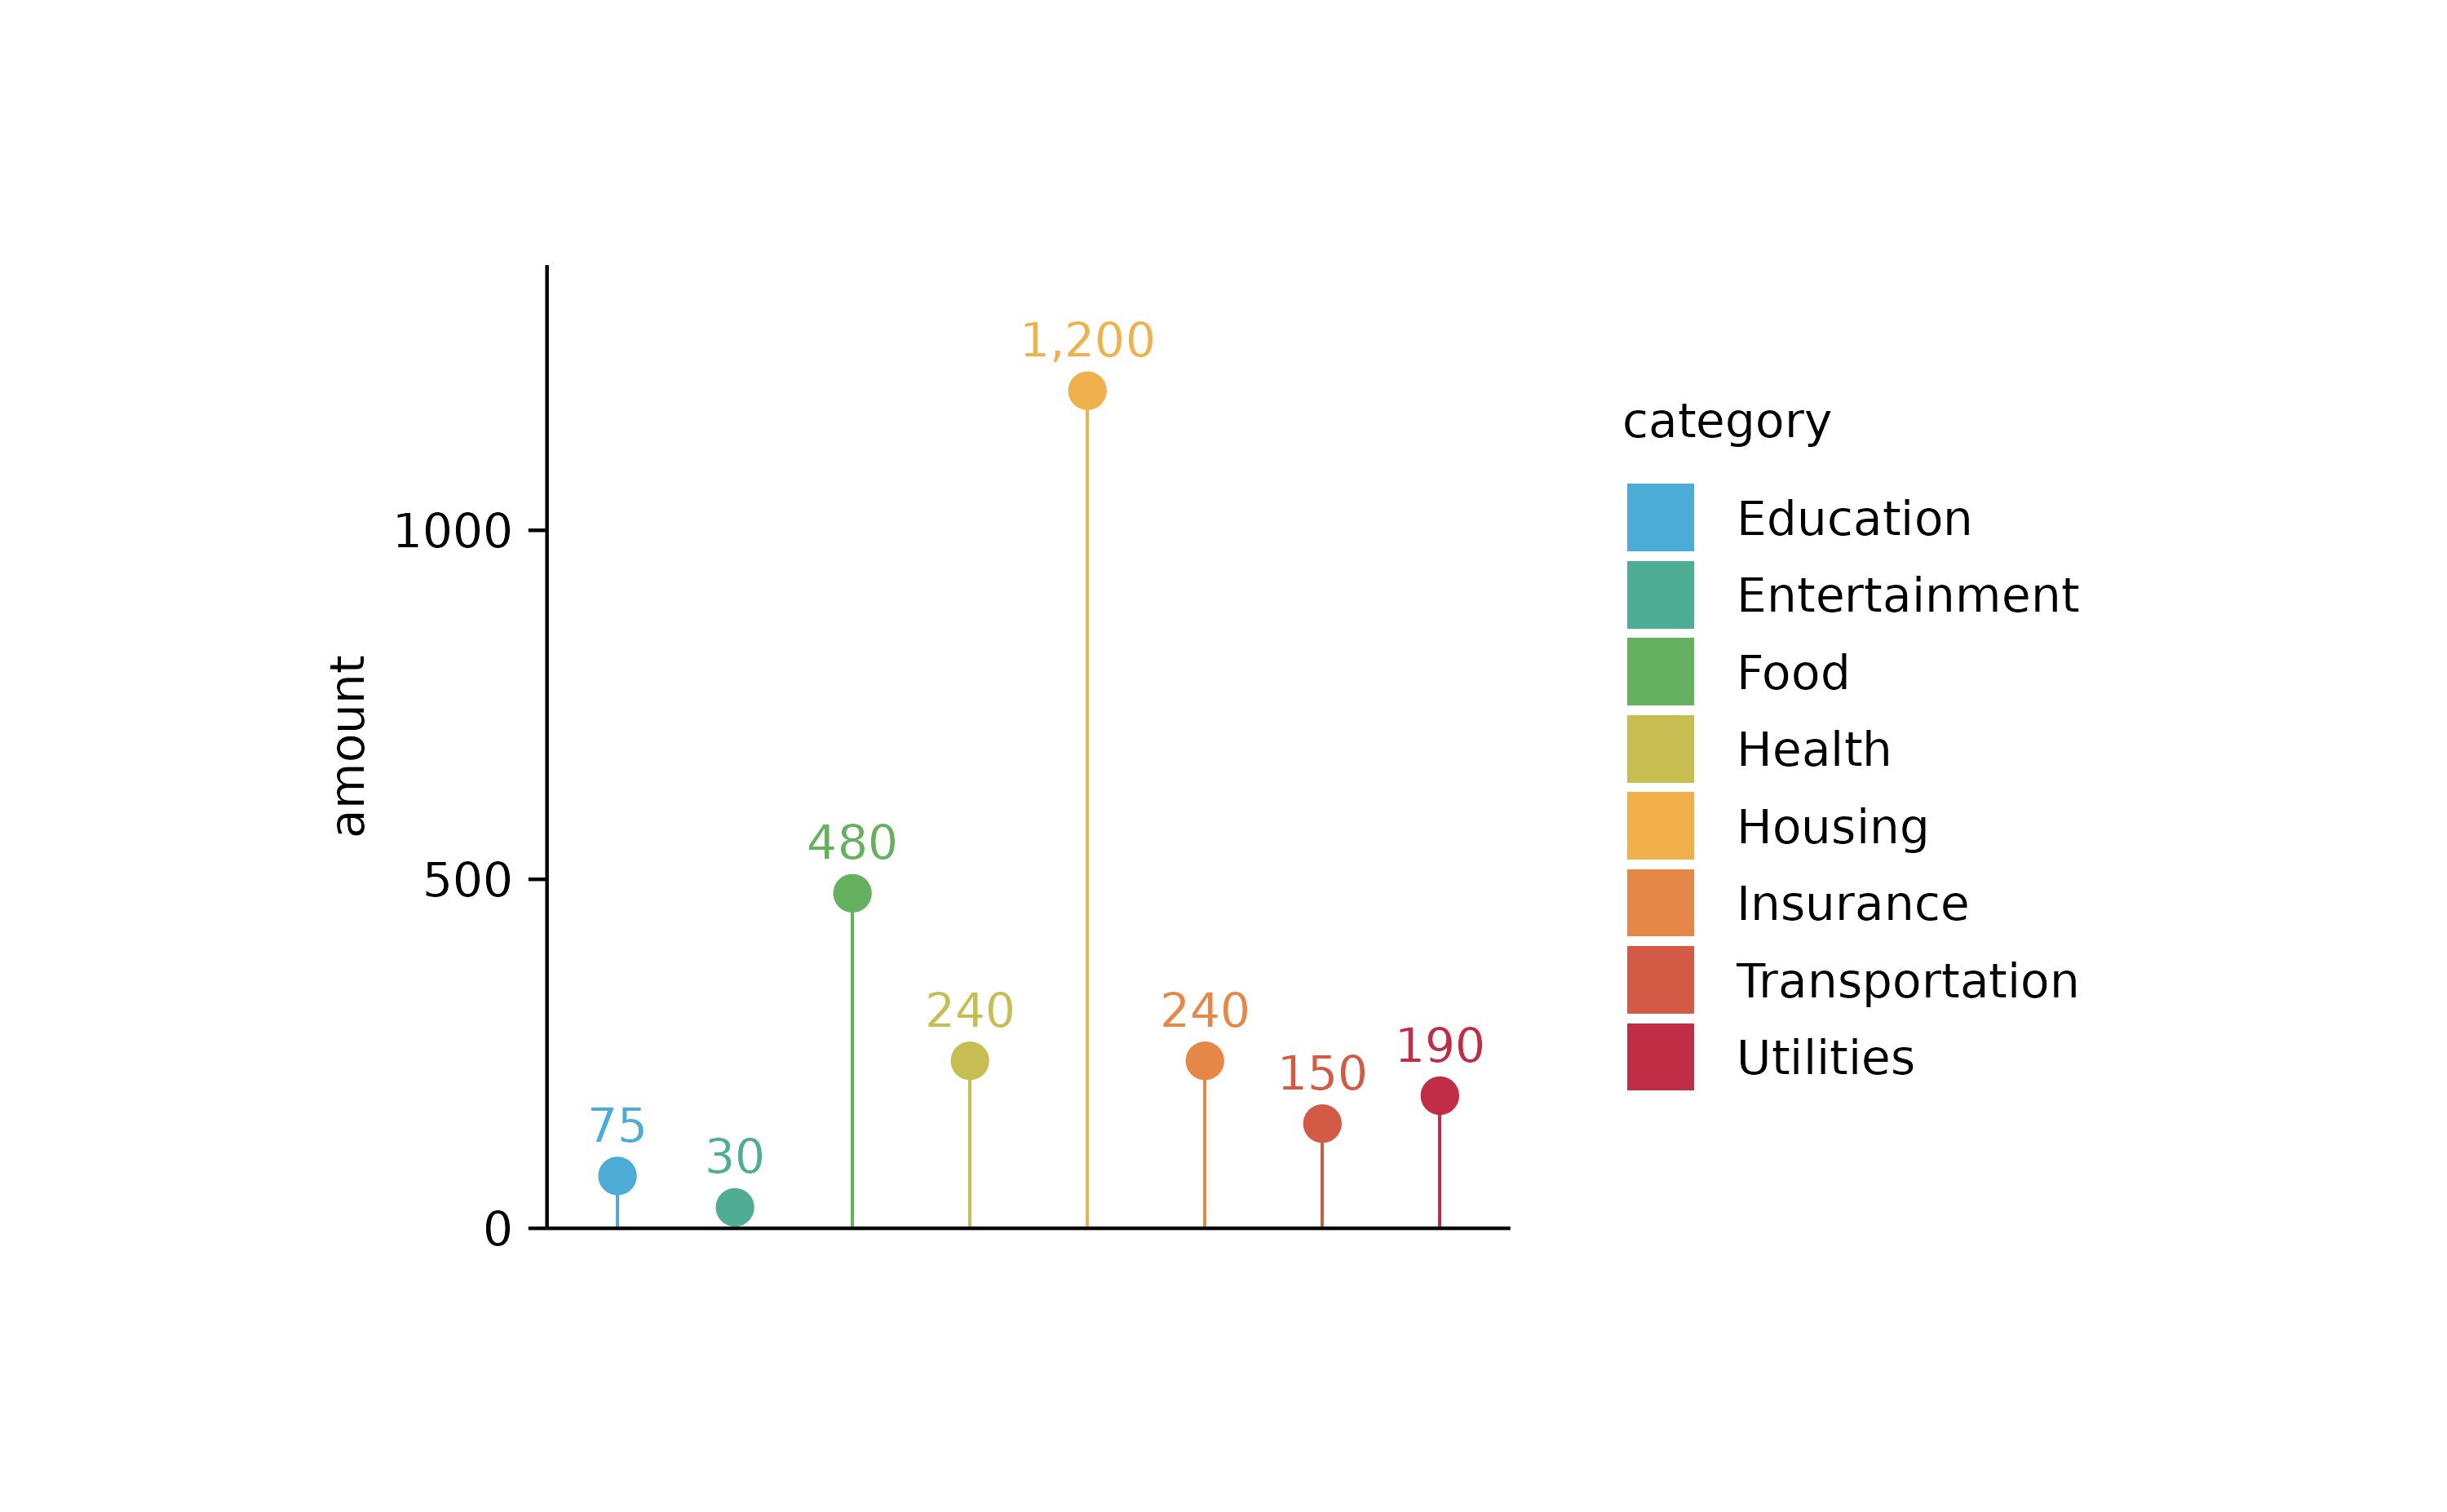 amount
1000
500
0
75
30
480
240
1,200
240
150
190
category
Education
Entertainment
Food
Health
Housing
Insurance
Transportation
Utilities